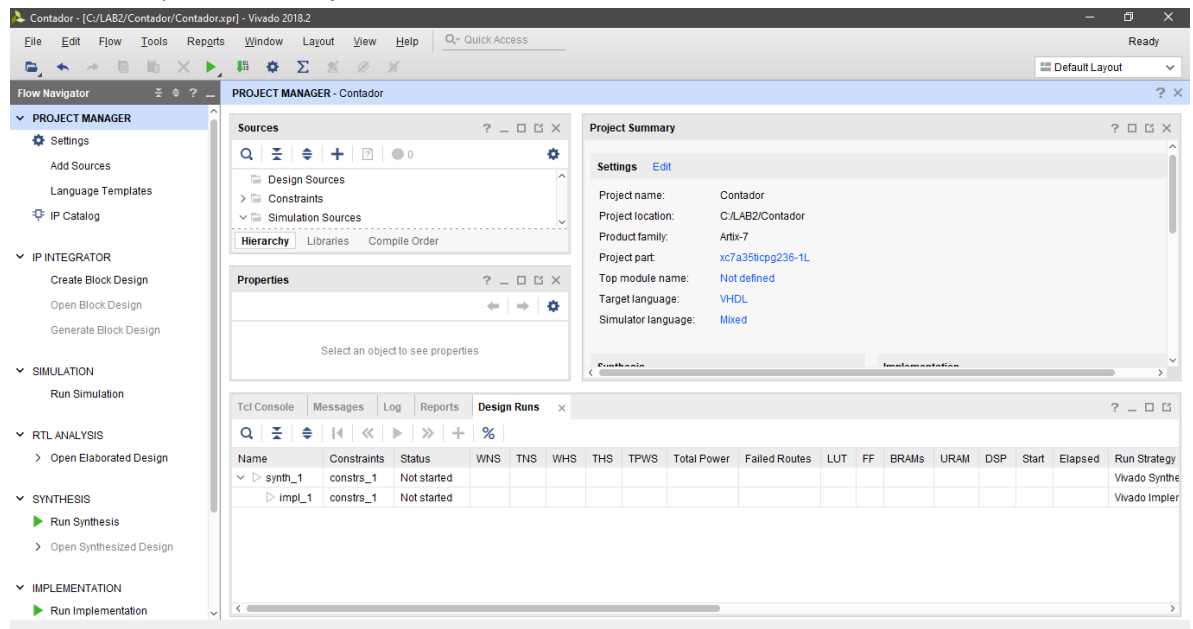 Contador - [C:/LAB2/Contador/Contador.xpr] - Vivado 2018.2
File Edit Flow Tools Reports Window Layout View Help Quick Access Ready
Default Layout
Flow Navigator
PROJECT MANAGER
Settings
Add Sources
Language Templates
IP Catalog
IP INTEGRATOR
Create Block Design
Open Block Design
Generate Block Design
SIMULATION
Run Simulation
RTL ANALYSIS
Open Elaborated Design
SYNTHESIS
Run Synthesis
Open Synthesized Design
IMPLEMENTATION
Run Implementation
PROJECT MANAGER - Contador
Sources
0
Design Sources
Constraints
Simulation Sources
Hierarchy Libraries Compile Order
Properties
Select an object to see properties
Project Summary
Settings Edit
Project name: Contador
Project location: C:/LAB2/Contador
Product family: Artix-7
Project part: xc7a35ticpg236-1L
Top module name: Not defined
Target language: VHDL
Simulator language: Mixed
Synthesis Implementation
Tcl Console Messages Log Reports Design Runs
Name Constraints Status WNS TNS WHS THS TPWS Total Power Failed Routes LUT FF BRAMs URAM DSP Start Elapsed Run Strategy
synth_1 constrs_1 Not started Vivado Synthe
impl_1 constrs_1 Not started Vivado Implem